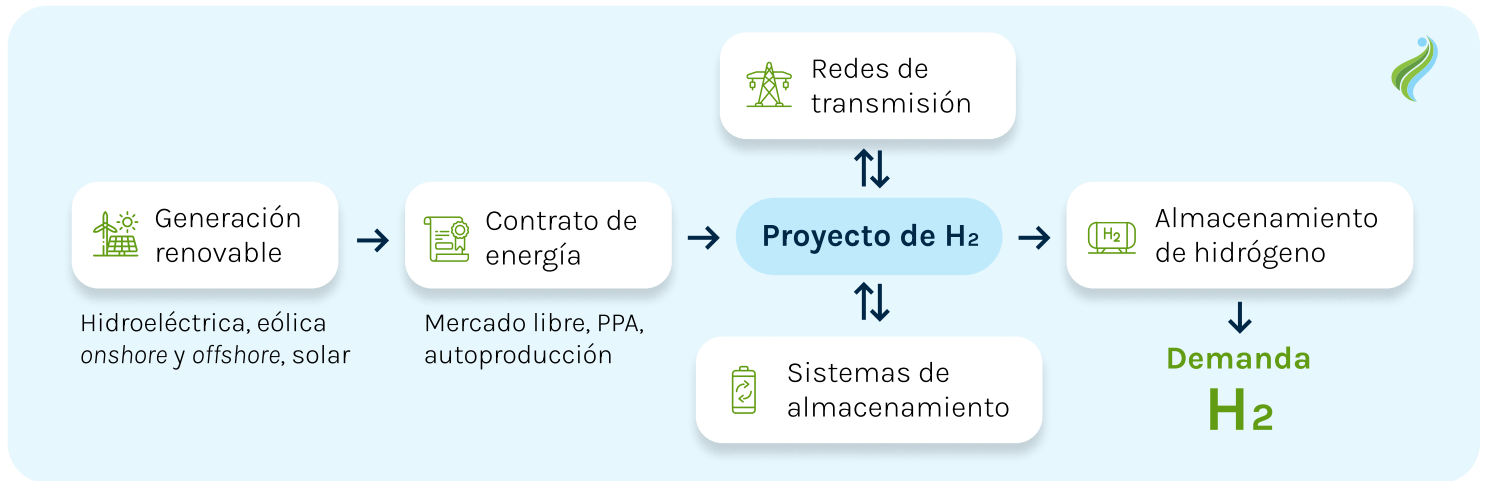 Redes de
transmisión
Generación
renovable
Hidroeléctrica, eólica
onshore y offshore, solar
Contrato de
energía
Mercado libre, PPA,
autoproducción
Proyecto de H2
Sistemas de
almacenamiento
H2
Almacenamiento
de hidrógeno
Demanda
H2